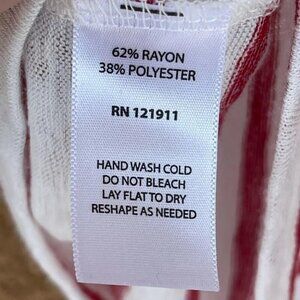 62% RAYON
38% POLYESTER
RN 121911
HAND WASH COLD
DO NOT BLEACH
LAY FLAT TO DRY
RESHAPE AS NEEDED